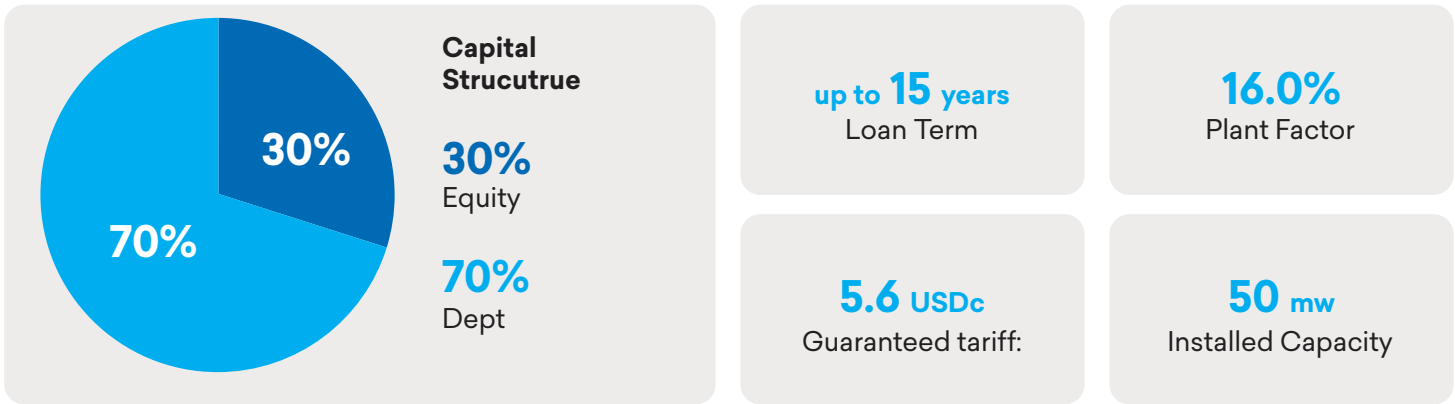 30%
70%
Capital
Strucutrue
30%
Equity
70%
Dept
up to 15 years
Loan Term
16.0%
Plant Factor
5.6 USDc
Guaranteed tariff:
50 mw
Installed Capacity